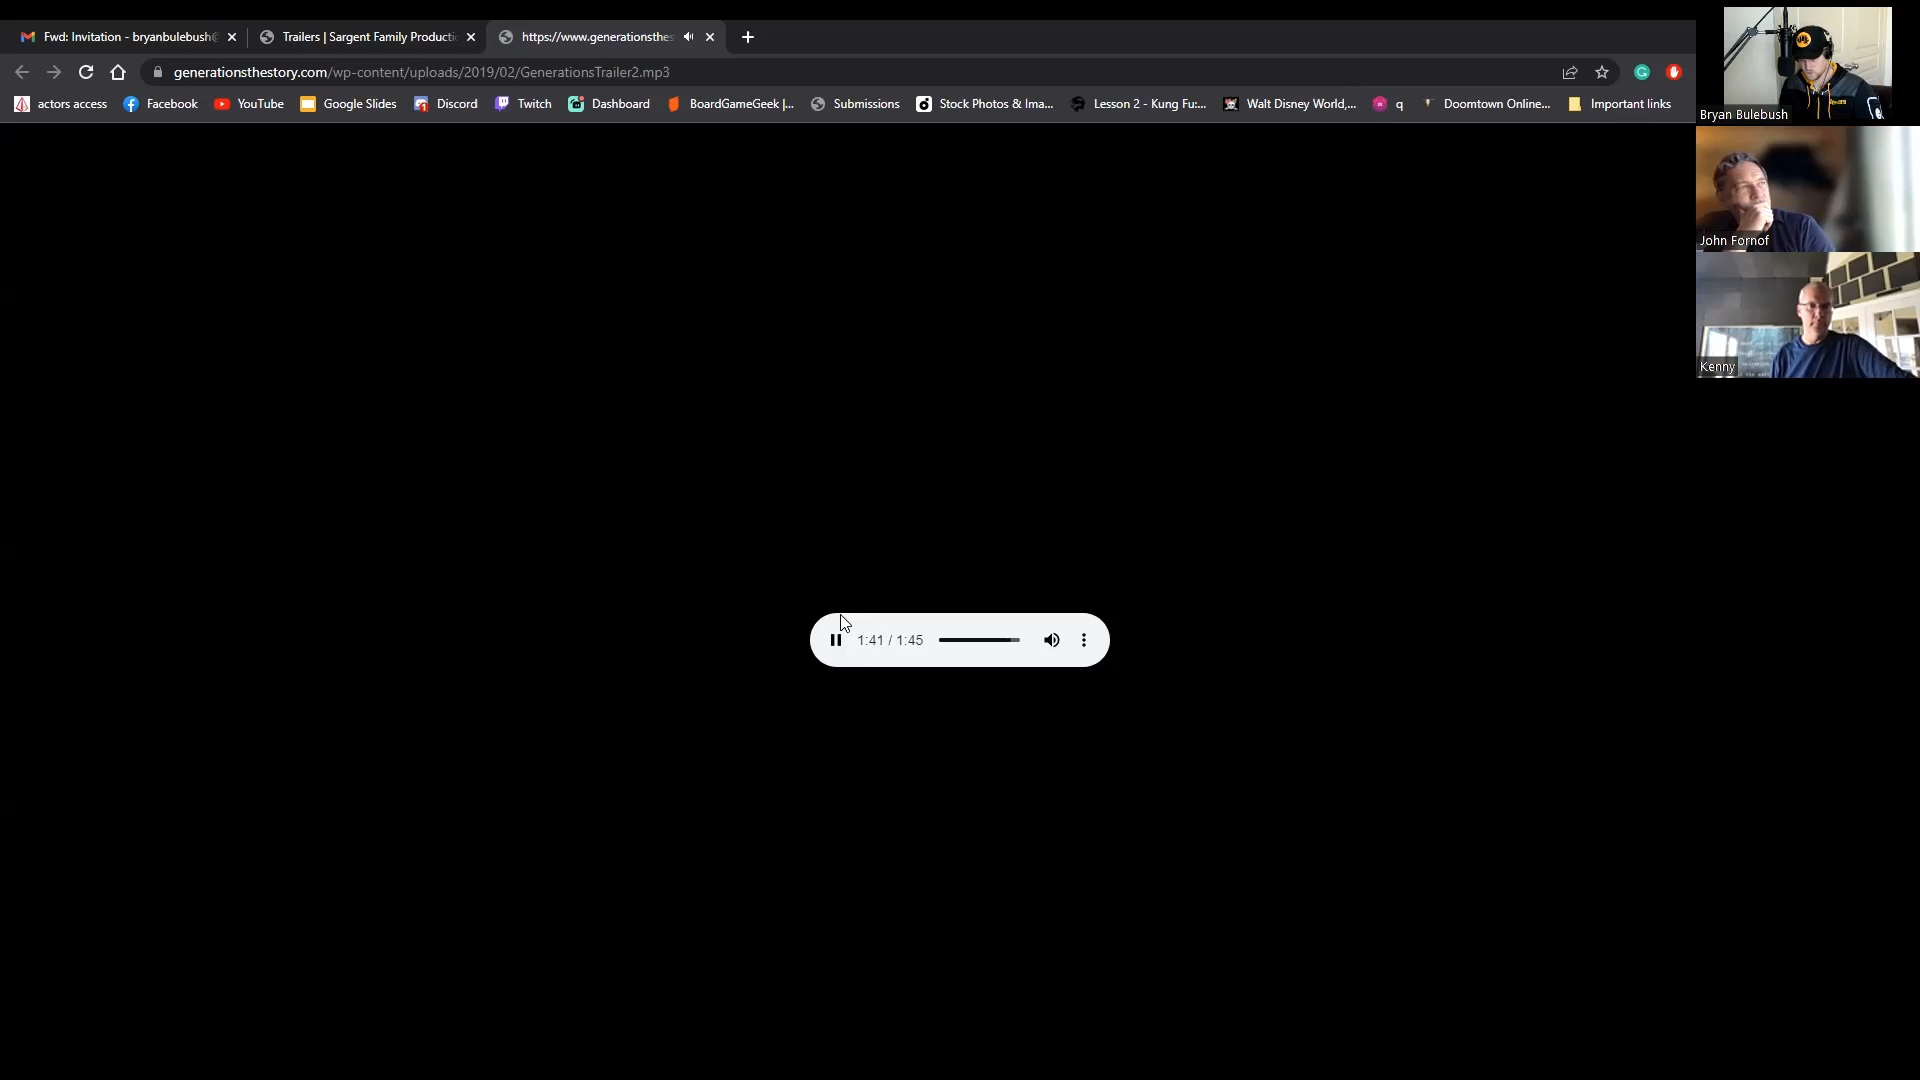 Fwd: Invitation - bryanbulebush@
Trailers | Sargent Family Producti
https://www.generationsthes
generationsthestory.com/wp-content/uploads/2019/02/GenerationsTrailer2.mp3
actors access
Facebook
YouTube
Google Slides
Discord
Twitch
Dashboard
BoardGameGeek |...
Submissions
Stock Photos & Ima...
Lesson 2 - Kung Fu:...
Walt Disney World,...
q
Doomtown Online...
Important links
Bryan Bulebush
John Fornof
Kenny
1:41 / 1:45